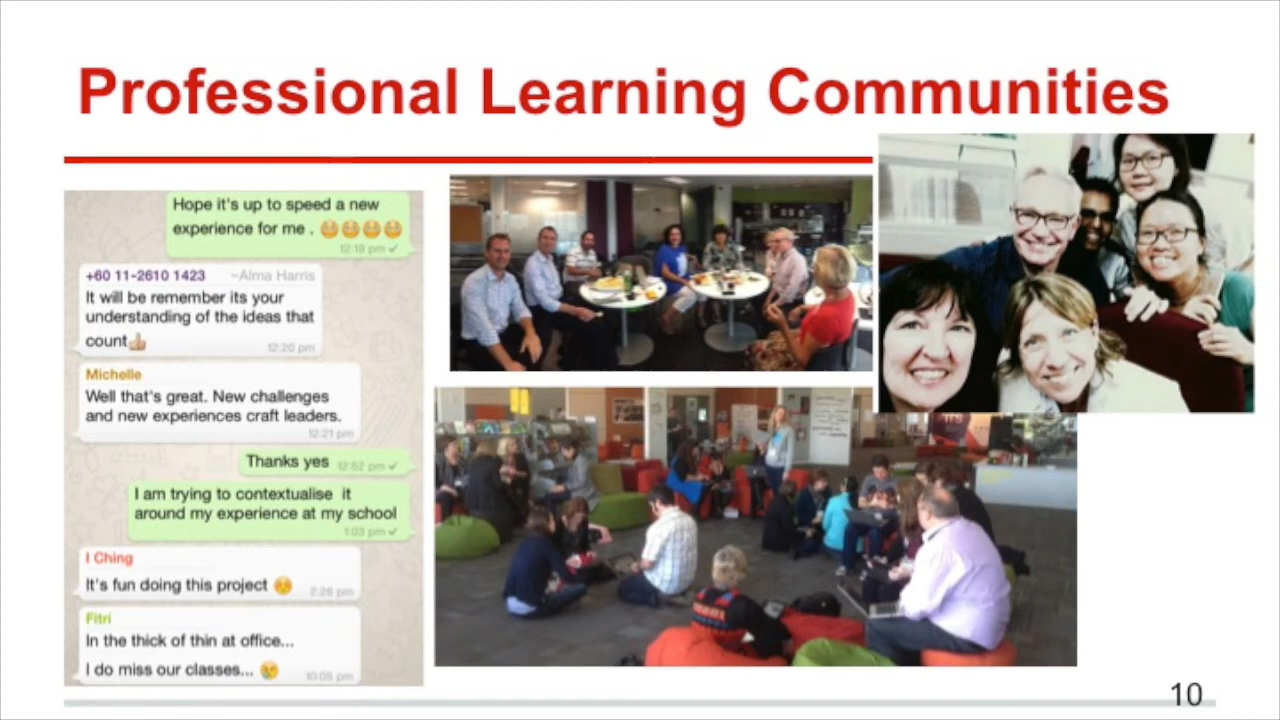 Professional Learning Communities
Hope it's up to speed a new
experience for me .
12:19 pm
+60 11-2610 1423 ~Alma Harris
It will be remember its your
understanding of the ideas that
count
12:20 pm
Michelle
Well that's great. New challenges
and new experiences craft leaders.
12:21 pm
Thanks yes 12:52 pm
I am trying to contextualise it
around my experience at my school
1:03 pm
I Ching
It's fun doing this project 2:26 pm
Fitri
In the thick of thin at office...
I do miss our classes... 10:05 pm
10